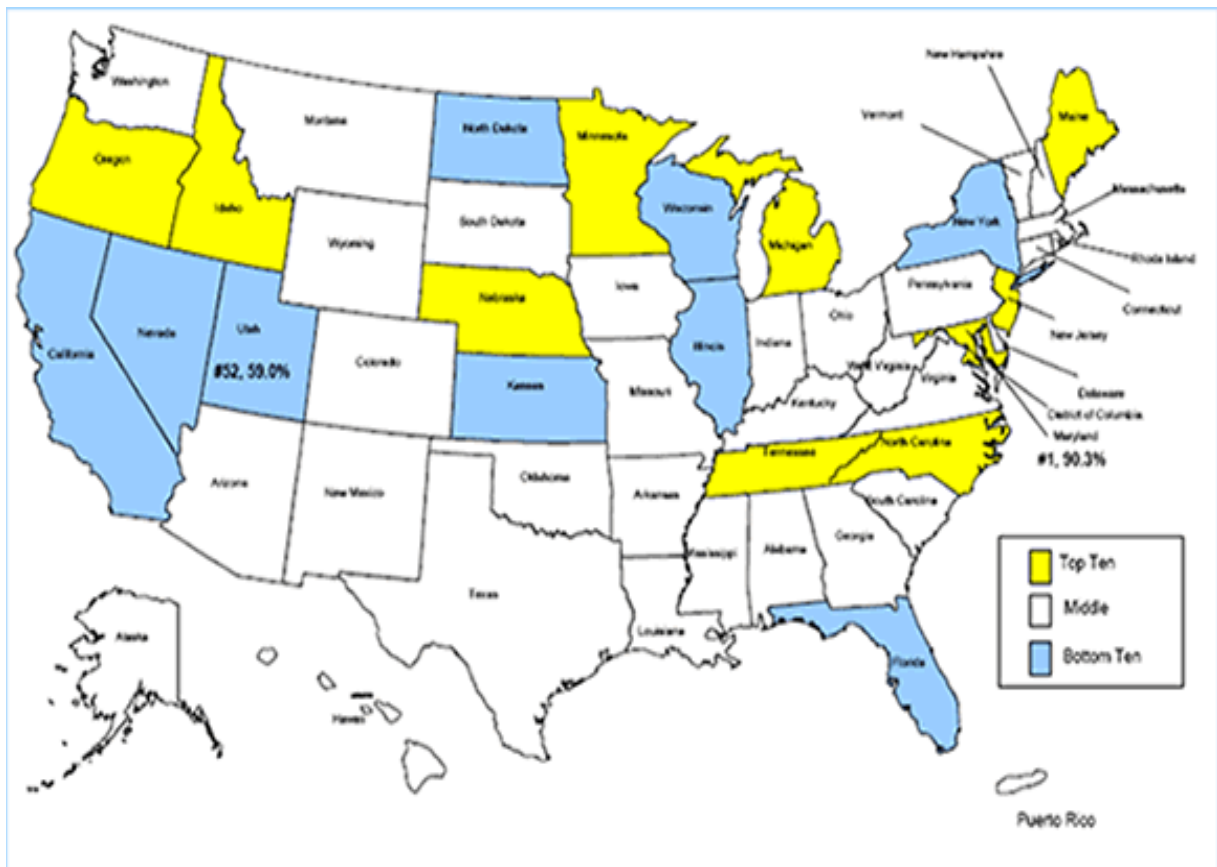 Washington
Montana
North Dakota
Minnesota
New Hampshire
Vermont
Maine
Oregon
Idaho
Wyoming
South Dakota
Wisconsin
Michigan
New York
Massachusetts
Rhode Island
Connecticut
New Jersey
Pennsylvania
Iowa
Nebraska
Nevada
Utah
#52, 59.0%
California
Colorado
Kansas
Missouri
Illinois
Indiana
Ohio
West Virginia
Virginia
Kentucky
Delaware
District of Columbia
Maryland
#1, 90.3%
Tennessee
North Carolina
South Carolina
Arizona
New Mexico
Oklahoma
Arkansas
Mississippi
Alabama
Georgia
Texas
Louisiana
Florida
Alaska
Hawaii
Top Ten
Middle
Bottom Ten
Puerto Rico